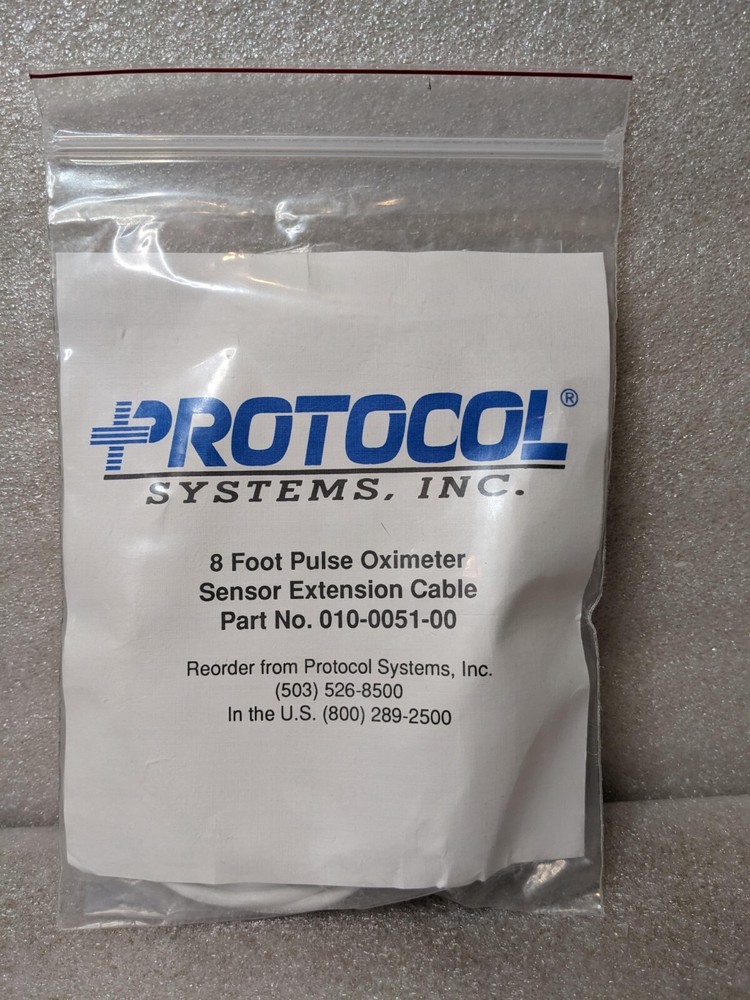 PROTOCOL®
SYSTEMS, INC.
8 Foot Pulse Oximeter
Sensor Extension Cable
Part No. 010-0051-00
Reorder from Protocol Systems, Inc.
(503) 526-8500
In the U.S. (800) 289-2500